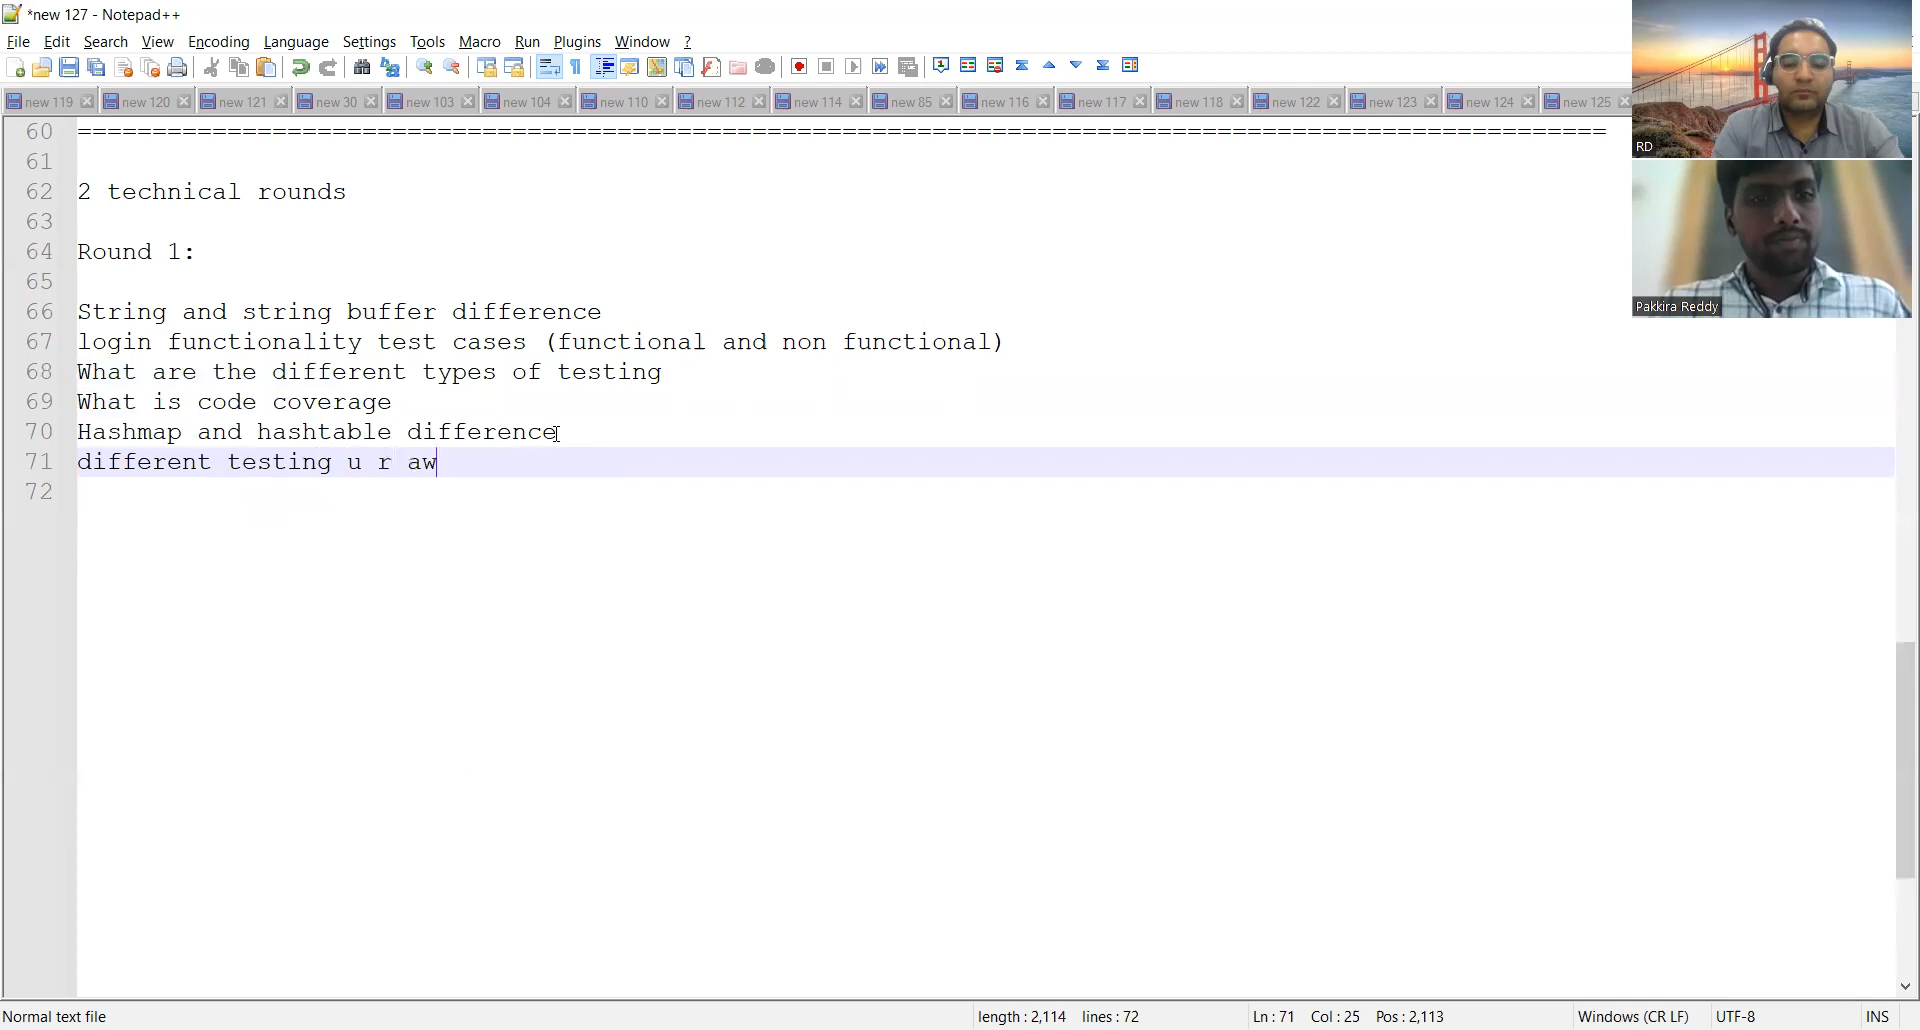 *new 127 - Notepad++
File Edit Search View Encoding Language Settings Tools Macro Run Plugins Window ?
new 119 new 120 new 121 new 30 new 103 new 104 new 110 new 112 new 114 new 85 new 116 new 117 new 118 new 122 new 123 new 124 new 125
RD
Pakkira Reddy
60 ======================================================================================================
61
62 2 technical rounds
63
64 Round 1:
65
66 String and string buffer difference
67 login functionality test cases (functional and non functional)
68 What are the different types of testing
69 What is code coverage
70 Hashmap and hashtable difference
71 different testing u r aw
72
Normal text file length : 2,114 lines : 72 Ln : 71 Col : 25 Pos : 2,113 Windows (CR LF) UTF-8 INS